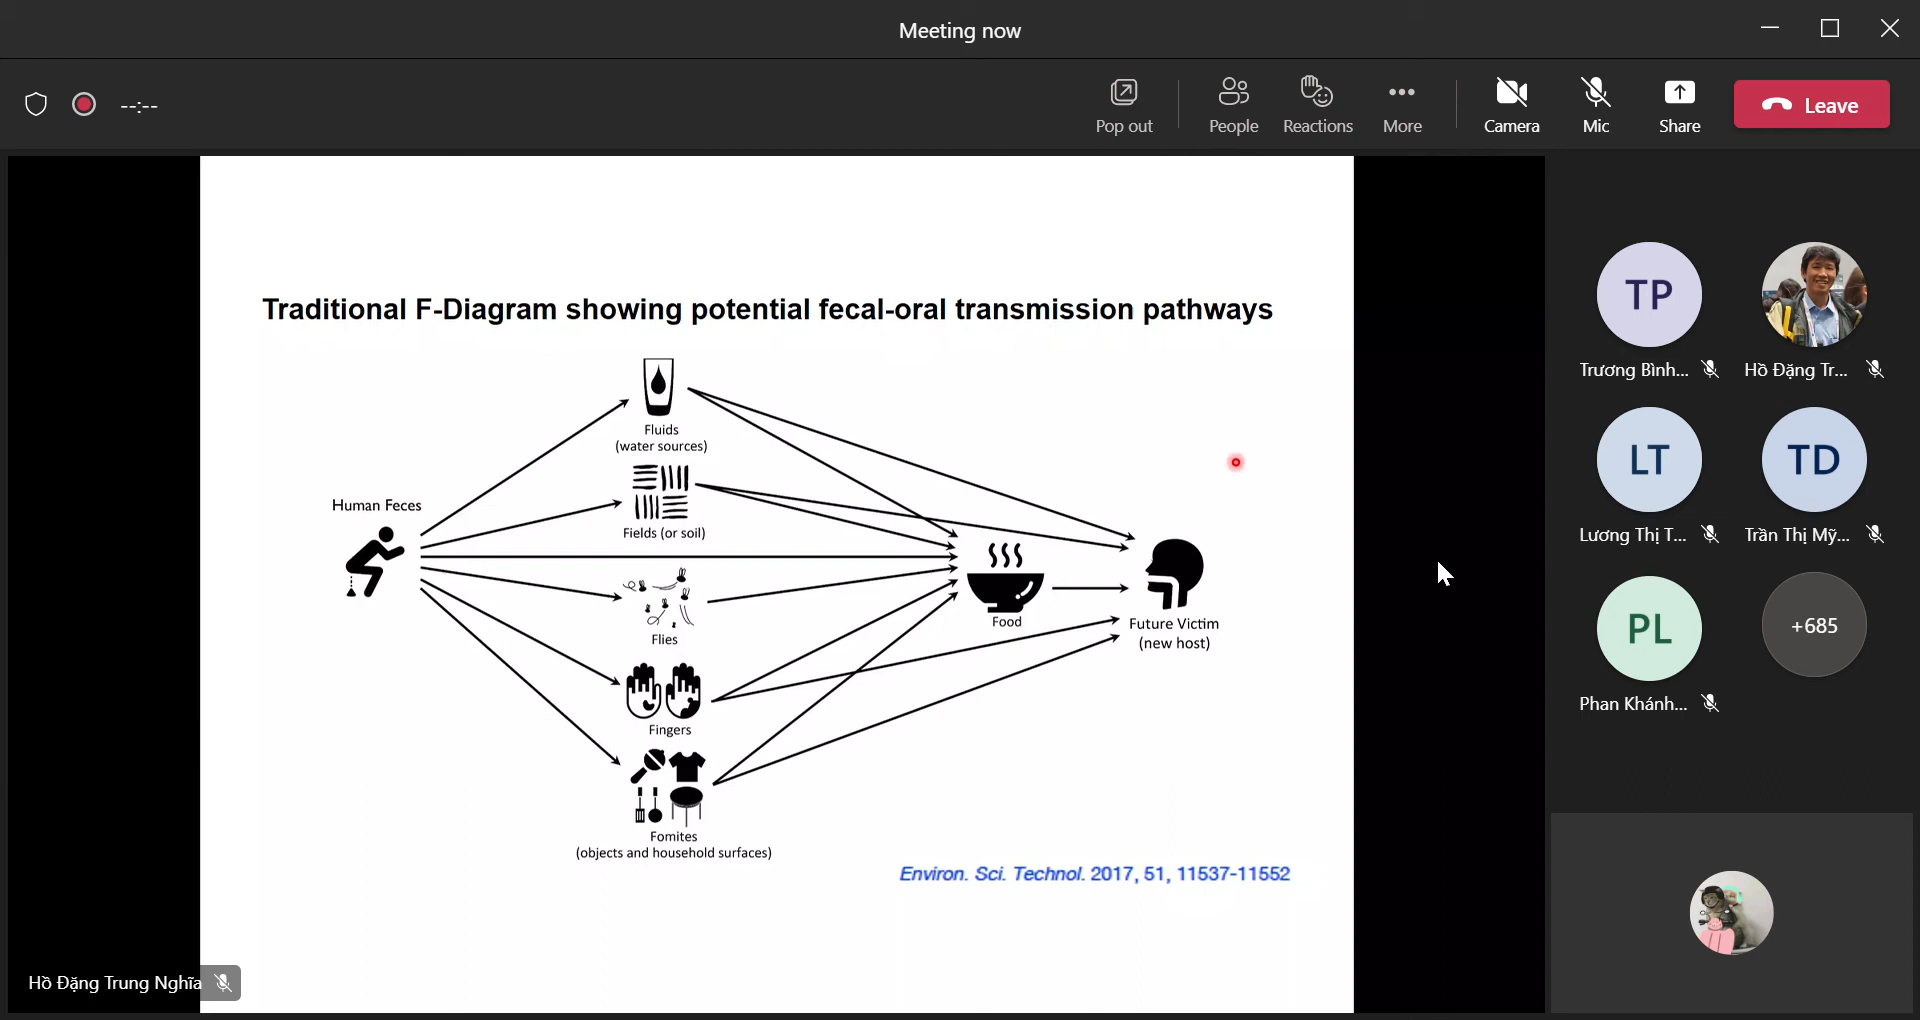 Meeting now
--:--
Pop out
People
Reactions
More
Camera
Mic
Share
Leave
Traditional F-Diagram showing potential fecal-oral transmission pathways
Fluids
(water sources)
Human Feces
Fields (or soil)
Flies
Food
Future Victim
(new host)
Fingers
Fomites
(objects and household surfaces)
Environ. Sci. Technol. 2017, 51, 11537-11552
Hồ Đặng Trung Nghĩa
TP
Trương Bình...
Hồ Đặng Tr...
LT
TD
Lương Thị T...
Trần Thị Mỹ...
PL
+685
Phan Khánh...